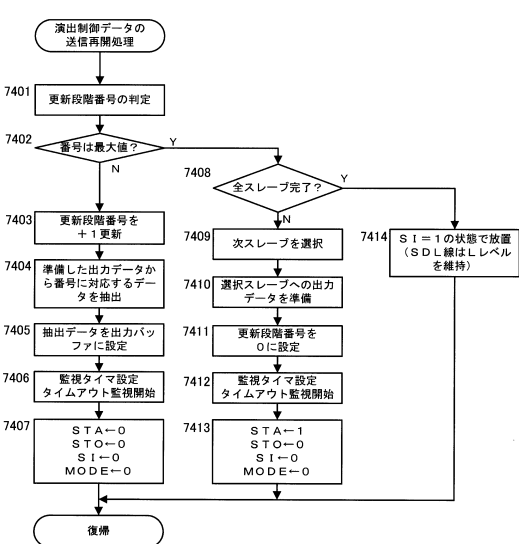 演出制御データの
送信再開処理
7401
更新段階番号の判定
7402
番号は最大値？
Y
N
7408
全スレーブ完了？
Y
N
7403
更新段階番号を
＋１更新
7409
次スレーブを選択
7414
ＳＩ＝１の状態で放置
（ＳＤＬ線はＬレベル
を維持）
7404
準備した出力データか
ら番号に対応するデー
タを抽出
7410
選択スレーブへの出力
データを準備
7405
抽出データを出力バッ
ファに設定
7411
更新段階番号を
０に設定
7406
監視タイマ設定
タイムアウト監視開始
7412
監視タイマ設定
タイムアウト監視開始
7407
ＳＴＡ←０
ＳＴＯ←０
ＳＩ←０
ＭＯＤＥ←０
7413
ＳＴＡ←１
ＳＴＯ←０
ＳＩ←０
ＭＯＤＥ←０
復帰